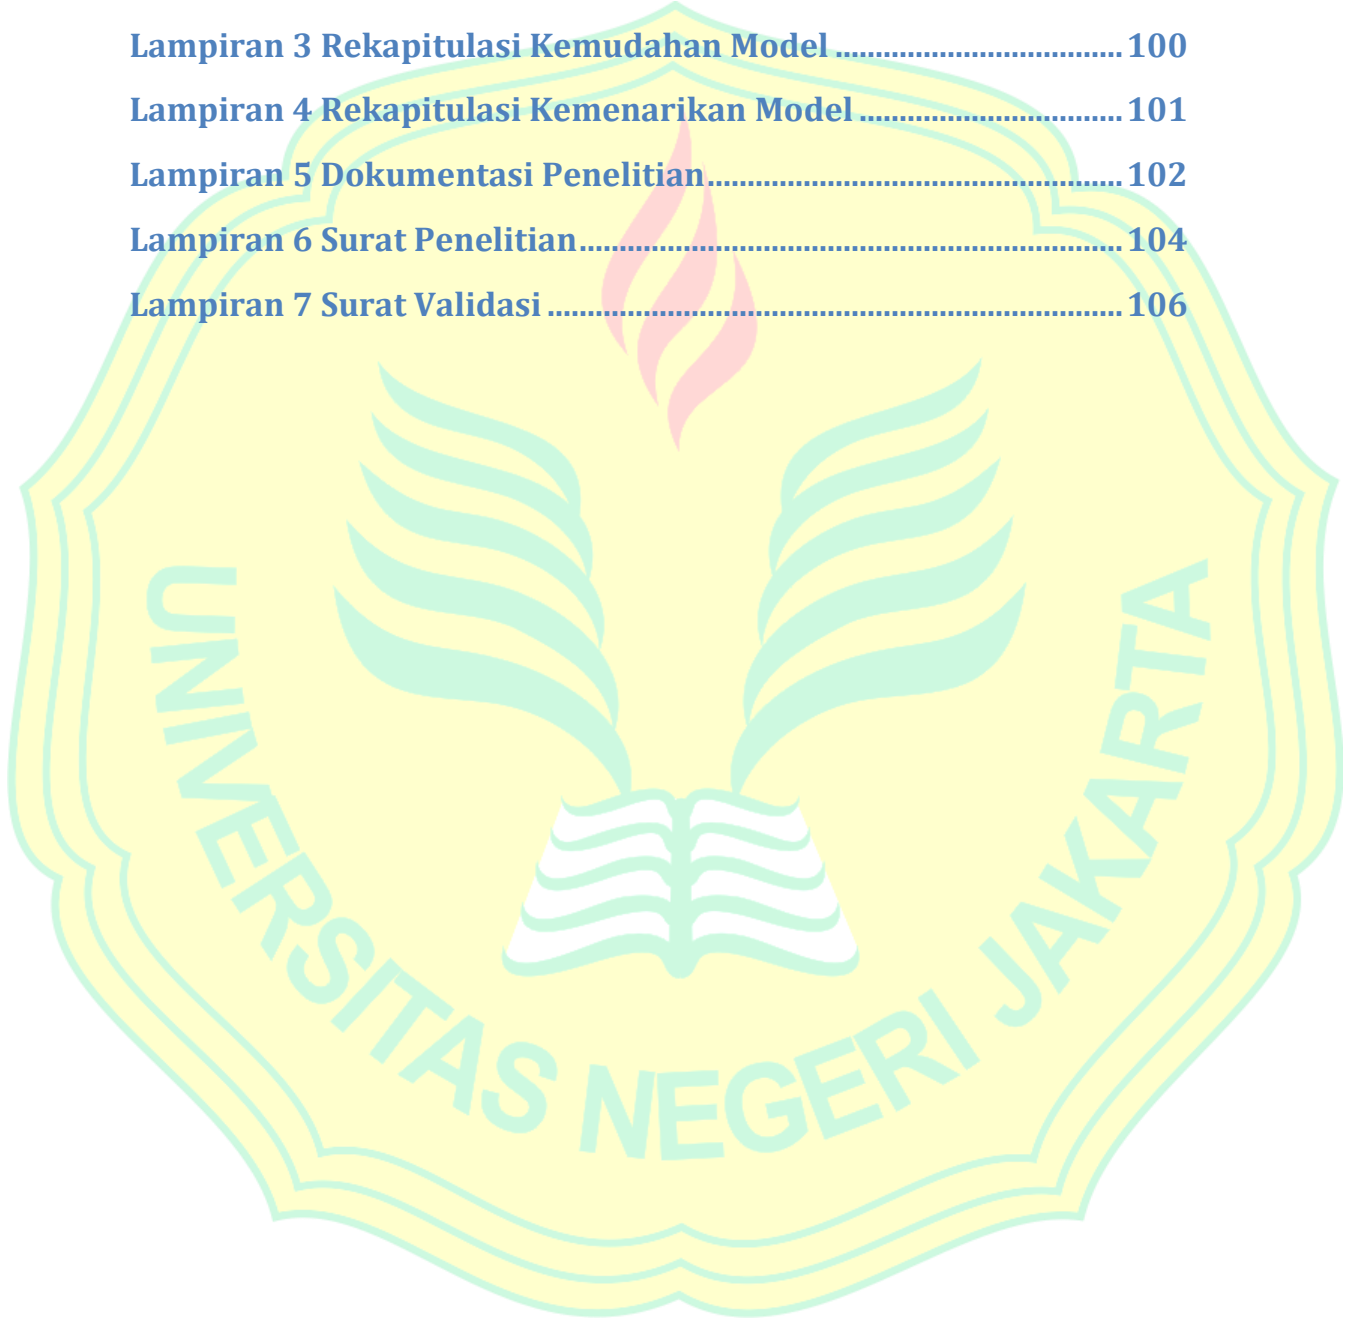 Lampiran 3 Rekapitulasi Kemudahan Model .................................... 100
Lampiran 4 Rekapitulasi Kemenarikan Model ................................. 101
Lampiran 5 Dokumentasi Penelitian.................................................... 102
Lampiran 6 Surat Penelitian.................................................................... 104
Lampiran 7 Surat Validasi ........................................................................ 106
UNIVERSITAS NEGERI JAKARTA